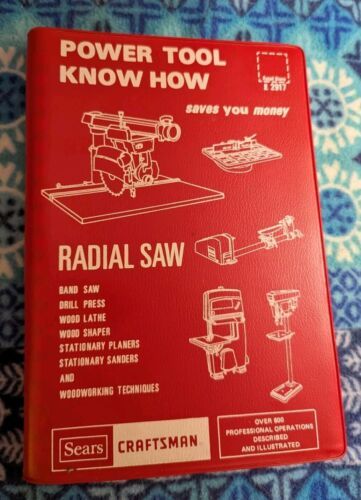 POWER TOOL
KNOW HOW
saves you money
RADIAL SAW
BAND SAW
DRILL PRESS
WOOD LATHE
WOOD SHAPER
STATIONARY PLANERS
STATIONARY SANDERS
AND
WOODWORKING TECHNIQUES
Sears
CRAFTSMAN
OVER 600
PROFESSIONAL OPERATIONS
DESCRIBED
AND ILLUSTRATED